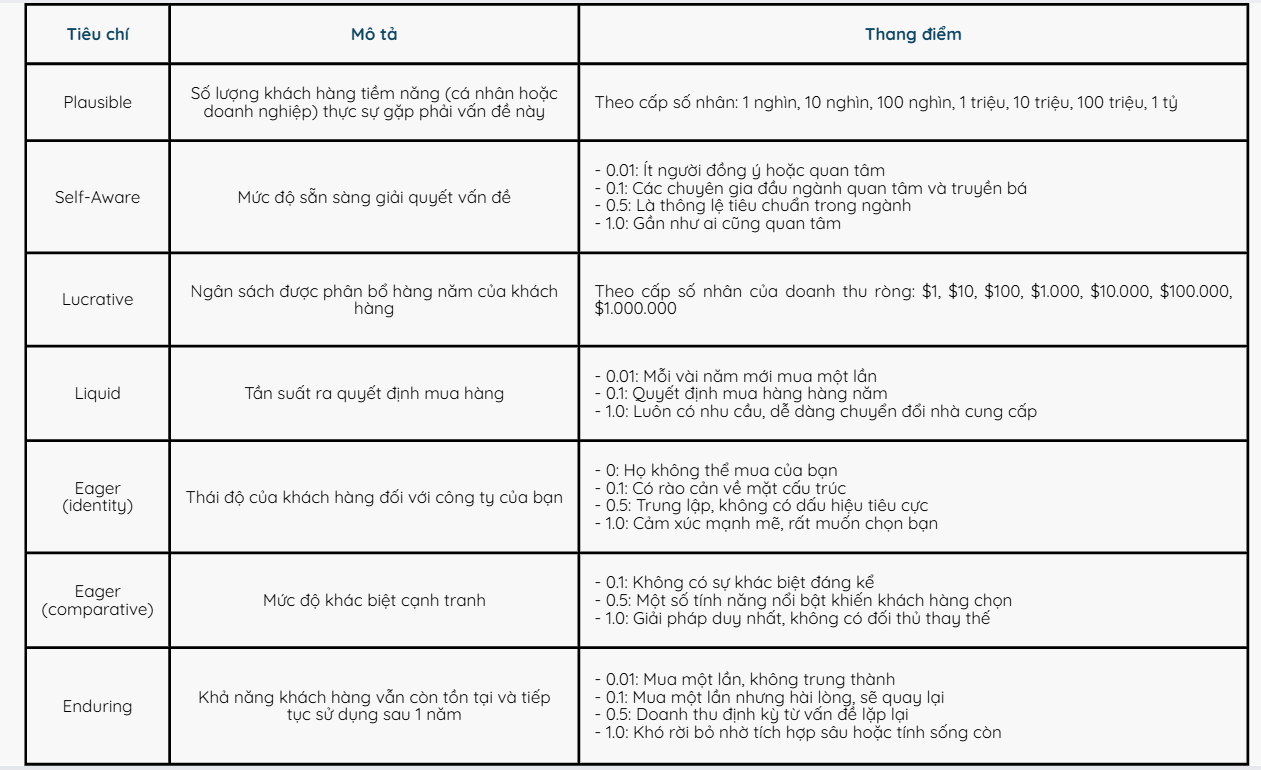 Tiêu chí
Mô tả
Thang điểm
Plausible
Số lượng khách hàng tiềm năng (cá nhân hoặc
doanh nghiệp) thực sự gặp phải vấn đề này
Theo cấp số nhân: 1 nghìn, 10 nghìn, 100 nghìn, 1 triệu, 10 triệu, 100 triệu, 1 tỷ
Self-Aware
Mức độ sẵn sàng giải quyết vấn đề
- 0.01: Ít người đồng ý hoặc quan tâm
- 0.1: Các chuyên gia đầu ngành quan tâm và truyền bá
- 0.5: Là thông lệ tiêu chuẩn trong ngành
- 1.0: Gần như ai cũng quan tâm
Lucrative
Ngân sách được phân bổ hàng năm của khách
hàng
Theo cấp số nhân của doanh thu ròng: $1, $10, $100, $1.000, $10.000, $100.000,
$1.000.000
Liquid
Tần suất ra quyết định mua hàng
- 0.01: Mỗi vài năm mới mua một lần
- 0.1: Quyết định mua hàng hàng năm
- 1.0: Luôn có nhu cầu, dễ dàng chuyển đổi nhà cung cấp
Eager
(identity)
Thái độ của khách hàng đối với công ty của bạn
- 0: Họ không thể mua của bạn
- 0.1: Có rào cản về mặt cấu trúc
- 0.5: Trung lập, không có dấu hiệu tiêu cực
- 1.0: Cảm xúc mạnh mẽ, rất muốn chọn bạn
Eager
(comparative)
Mức độ khác biệt cạnh tranh
- 0.1: Không có sự khác biệt đáng kể
- 0.5: Một số tính năng nổi bật khiến khách hàng chọn
- 1.0: Giải pháp duy nhất, không có đối thủ thay thế
Enduring
Khả năng khách hàng vẫn còn tồn tại và tiếp
tục sử dụng sau 1 năm
- 0.01: Mua một lần, không trung thành
- 0.1: Mua một lần nhưng hài lòng, sẽ quay lại
- 0.5: Doanh thu định kỳ từ vấn đề lặp lại
- 1.0: Khó rời bỏ nhờ tích hợp sâu hoặc tính sống còn